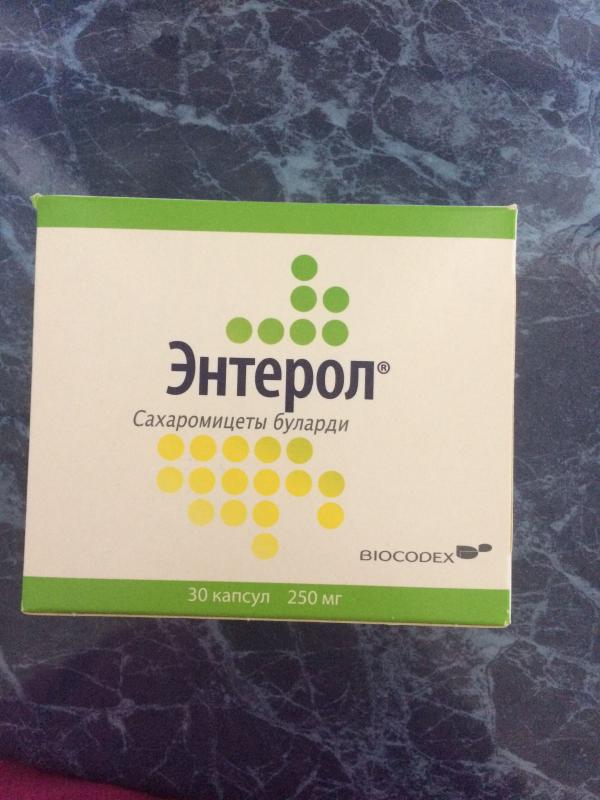 Энтерол®
Сахаромицеты буларди
BIOCODEX
30 капсул 250 мг